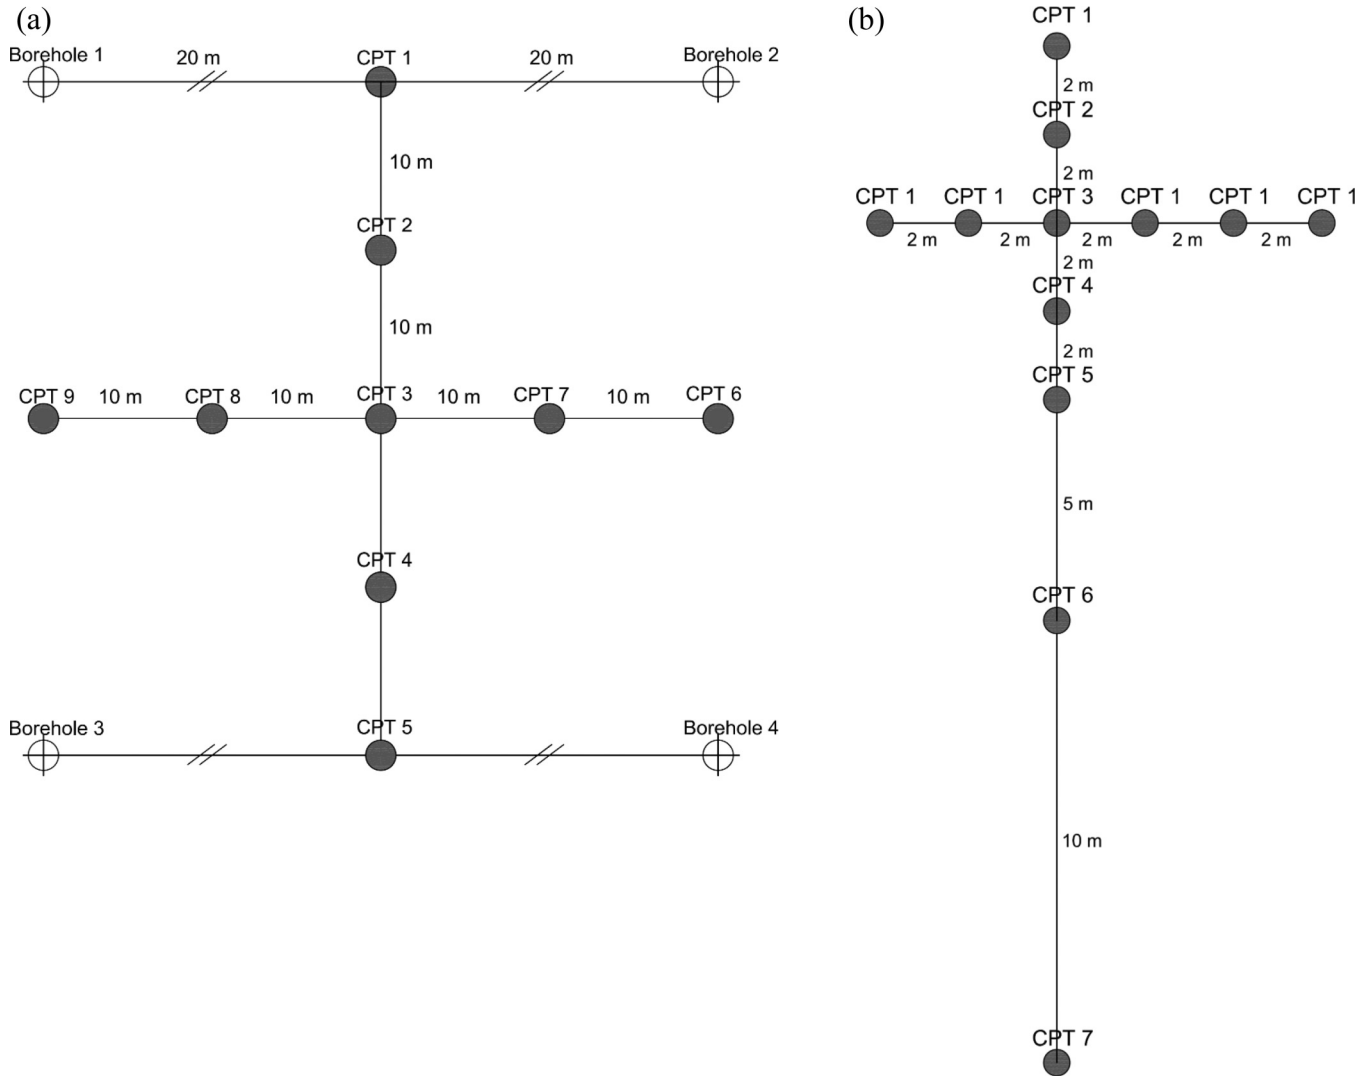 (a)
Borehole 1
20 m
CPT 1
20 m
Borehole 2
10 m
CPT 2
10 m
CPT 9
10 m
CPT 8
10 m
CPT 3
10 m
CPT 7
10 m
CPT 6
CPT 4
Borehole 3
CPT 5
Borehole 4
(b)
CPT 1
2 m
CPT 2
2 m
CPT 1
CPT 1
CPT 3
CPT 1
CPT 1
CPT 1
2 m
2 m
2 m
2 m
2 m
2 m
CPT 4
2 m
CPT 5
5 m
CPT 6
10 m
CPT 7